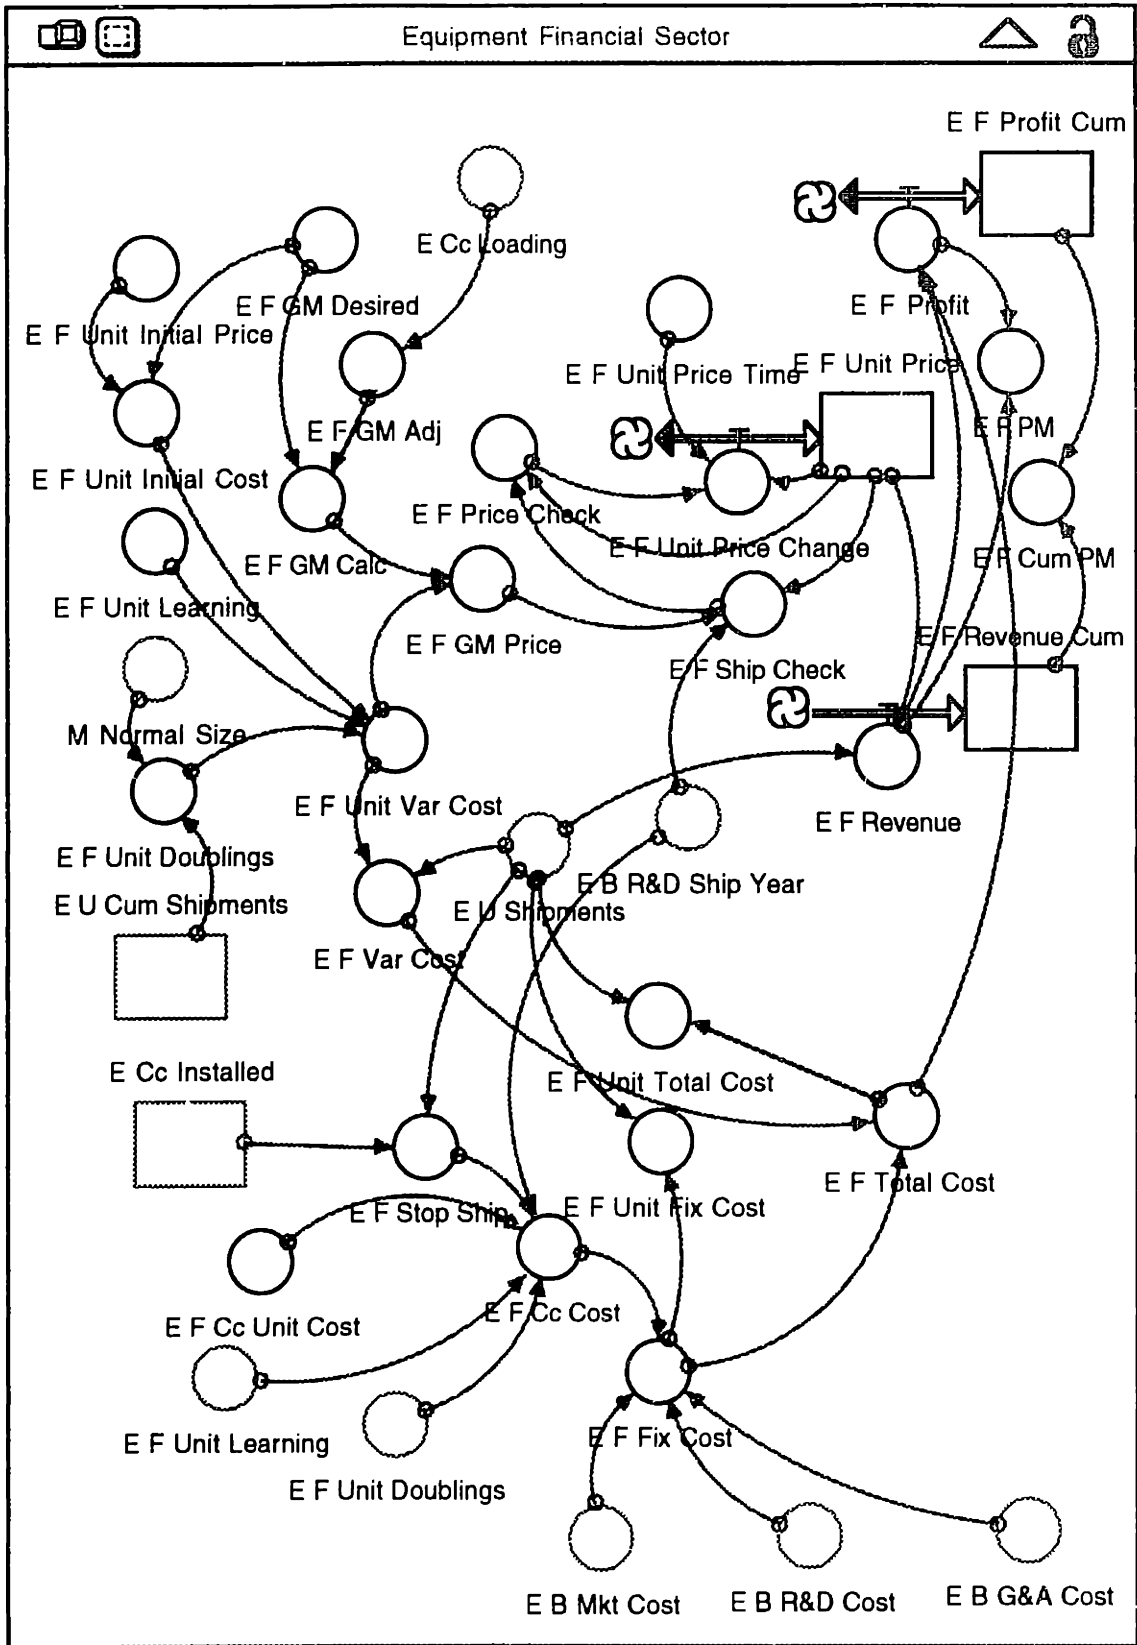 Equipment Financial Sector
E F Profit Cum
E Cc Loading
E F GM Desired
E F Profit
E F Unit Initial Price
E F Unit Price Time
E F Unit Price
E F GM Adj
E F PM
E F Unit Initial Cost
E F Price Check
E F Unit Price Change
E F GM Calc
E F Cum PM
E F Unit Learning
E F GM Price
E F Revenue Cum
E F Ship Check
M Normal Size
E F Unit Var Cost
E F Revenue
E F Unit Doublings
E B R&D Ship Year
E U Cum Shipments
E U Shipments
E F Var Cost
E Cc Installed
E F Unit Total Cost
E F Total Cost
E F Stop Ship
E F Unit Fix Cost
E F Cc Cost
E F Cc Unit Cost
E F Unit Learning
E F Fix Cost
E F Unit Doublings
E B Mkt Cost
E B R&D Cost
E B G&A Cost